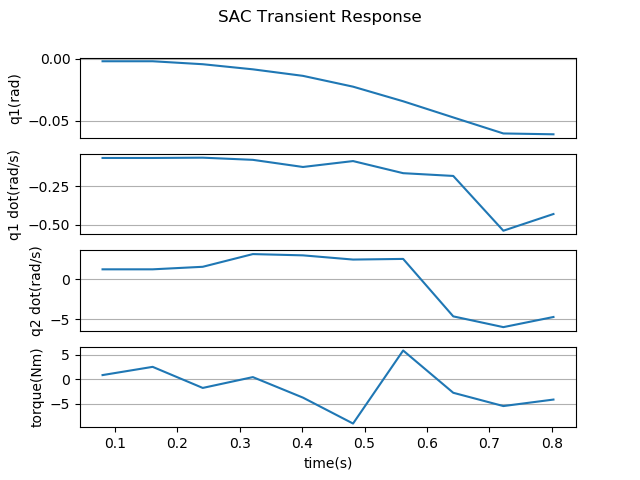 SAC Transient Response
0.00
−0.05
q1(rad)
−0.25
−0.50
q1 dot(rad/s)
0
−5
q2 dot(rad/s)
5
0
−5
torque(Nm)
0.1 0.2 0.3 0.4 0.5 0.6 0.7 0.8
time(s)